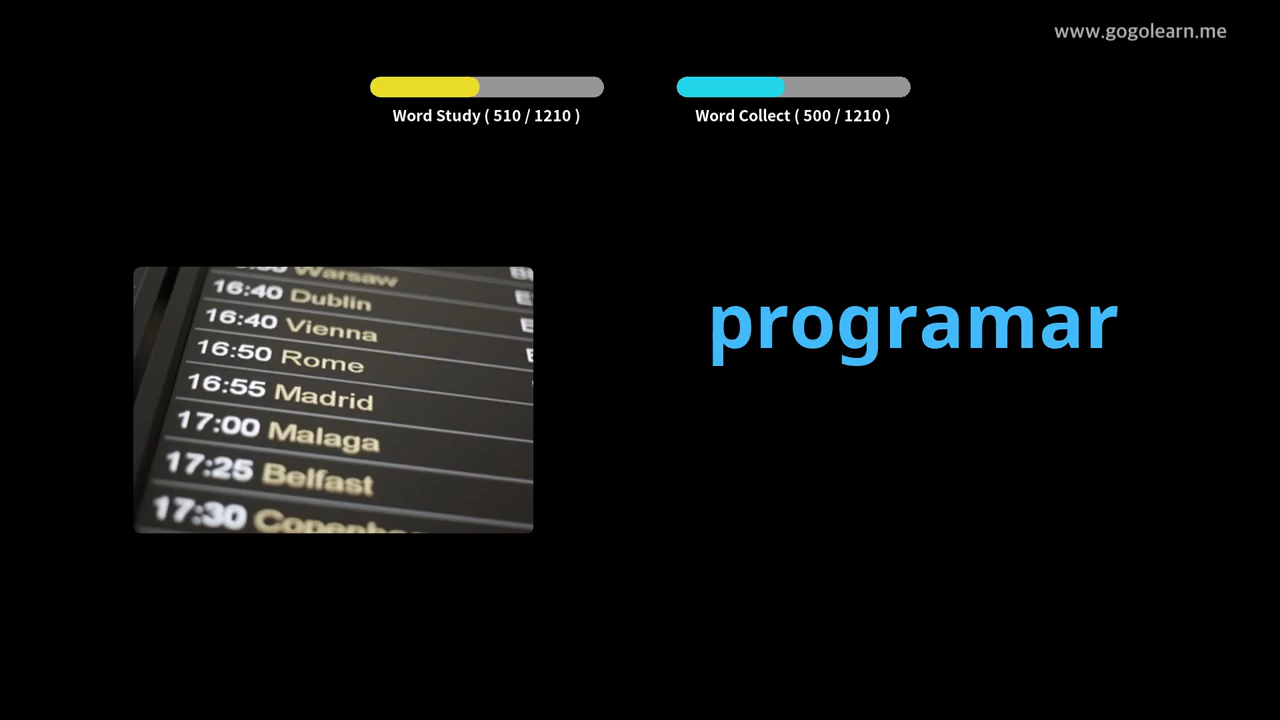 www.gogolearn.me
Word Study ( 510 / 1210 )
Word Collect ( 500 / 1210 )
Warsaw
16:40 Dublin
16:40 Vienna
16:50 Rome
16:55 Madrid
17:00 Malaga
17:25 Belfast
17:30
programar